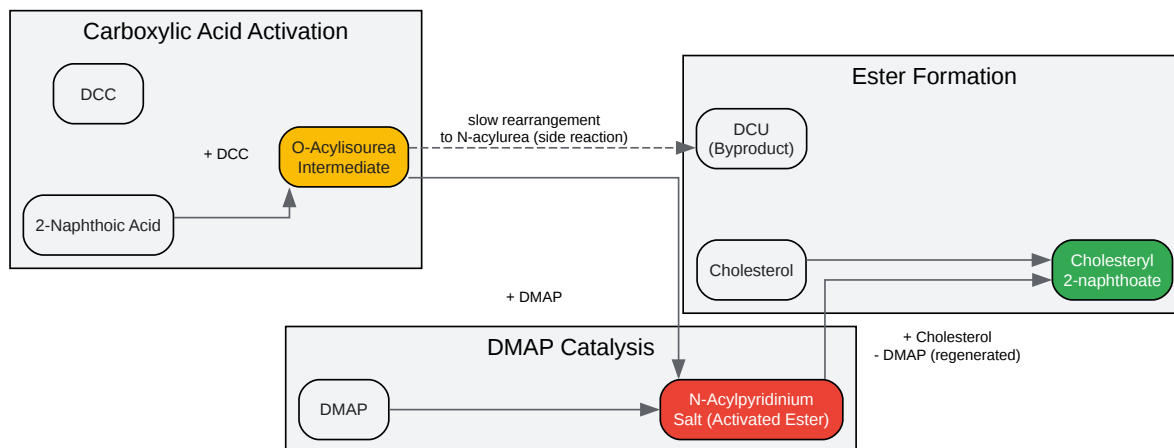 Carboxylic Acid Activation
DCC
+ DCC
O-Acylisourea
Intermediate
2-Naphthoic Acid
slow rearrangement
to N-acylurea (side reaction)
Ester Formation
DCU
(Byproduct)
Cholesterol
Cholesteryl
2-naphthoate
+ DMAP
+ Cholesterol
- DMAP (regenerated)
DMAP Catalysis
DMAP
N-Acylpyridinium
Salt (Activated Ester)